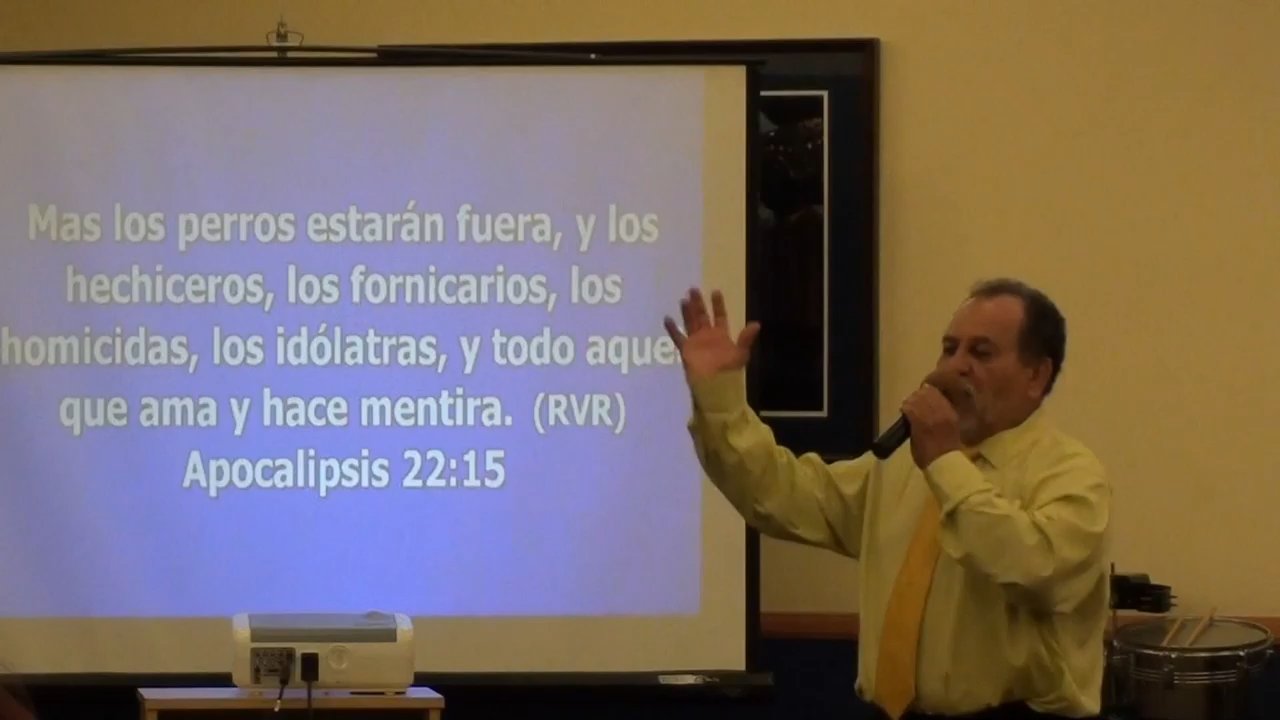 Mas los perros estarán fuera, y los
hechiceros, los fornicarios, los
homicidas, los idólatras, y todo aquel
que ama y hace mentira. (RVR)
Apocalipsis 22:15